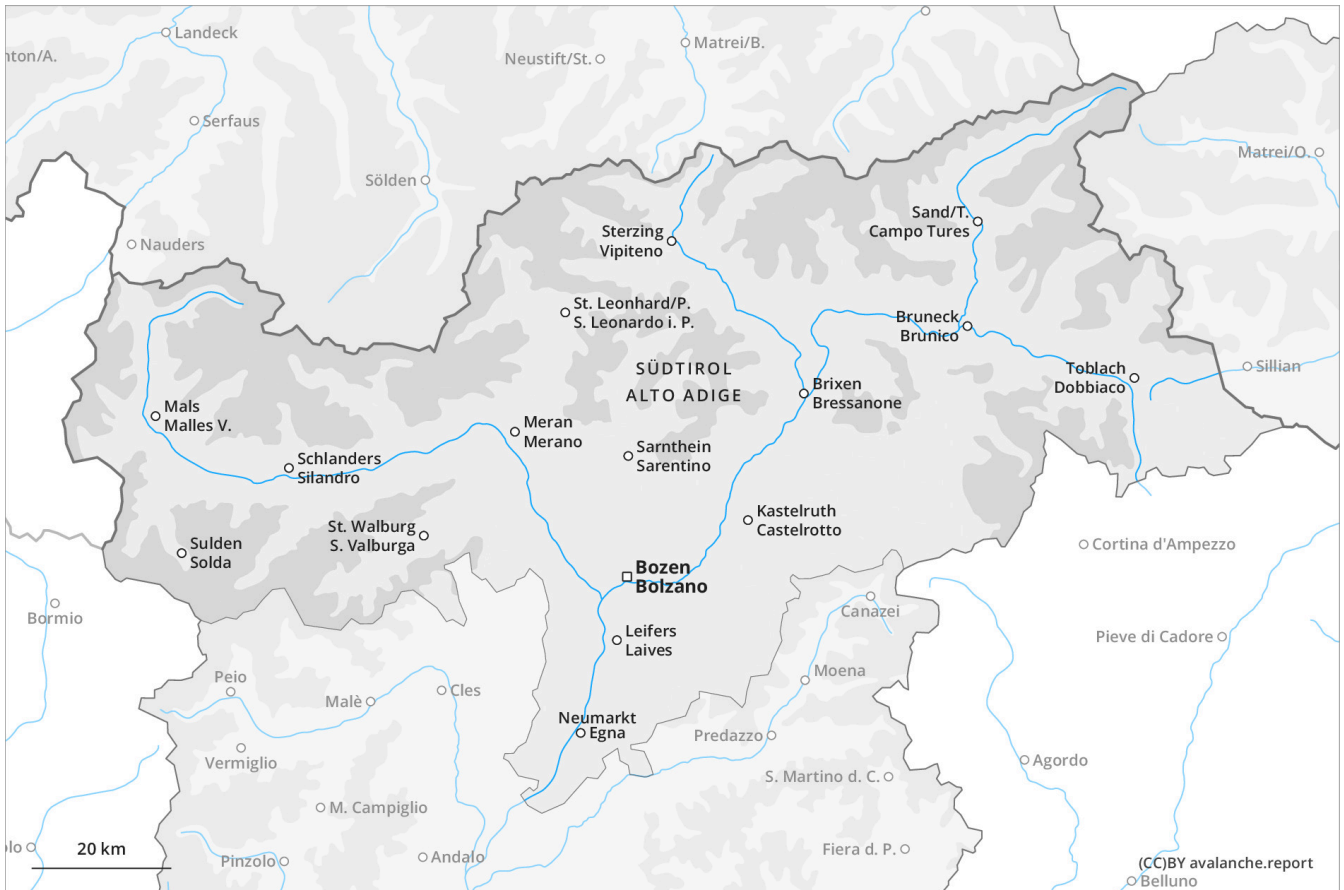 Landeck
Matrei/B.
Neustift/St.
nton/A.
Serfaus
Matrei/O.
Sölden
Sand/T.
Campo Tures
Sterzing
Vipiteno
Nauders
St. Leonhard/P.
S. Leonardo i. P.
Bruneck
Brunico
SÜDTIROL
ALTO ADIGE
Toblach
Dobbiaco
Sillian
Brixen
Bressanone
Mals
Malles V.
Meran
Merano
Schlanders
Silandro
Sarnthein
Sarentino
Kastelruth
Castelrotto
St. Walburg
S. Valburga
Sulden
Solda
Cortina d'Ampezzo
Bozen
Bolzano
Bormio
Canazei
Leifers
Laives
Pieve di Cadore
Peio
Malè
Cles
Moena
Neumarkt
Egna
Predazzo
Vermiglio
Agordo
S. Martino d. C.
M. Campiglio
lo
20 km
Pinzolo
Andalo
Fiera d. P.
(CC)BY avalanche.report
Belluno